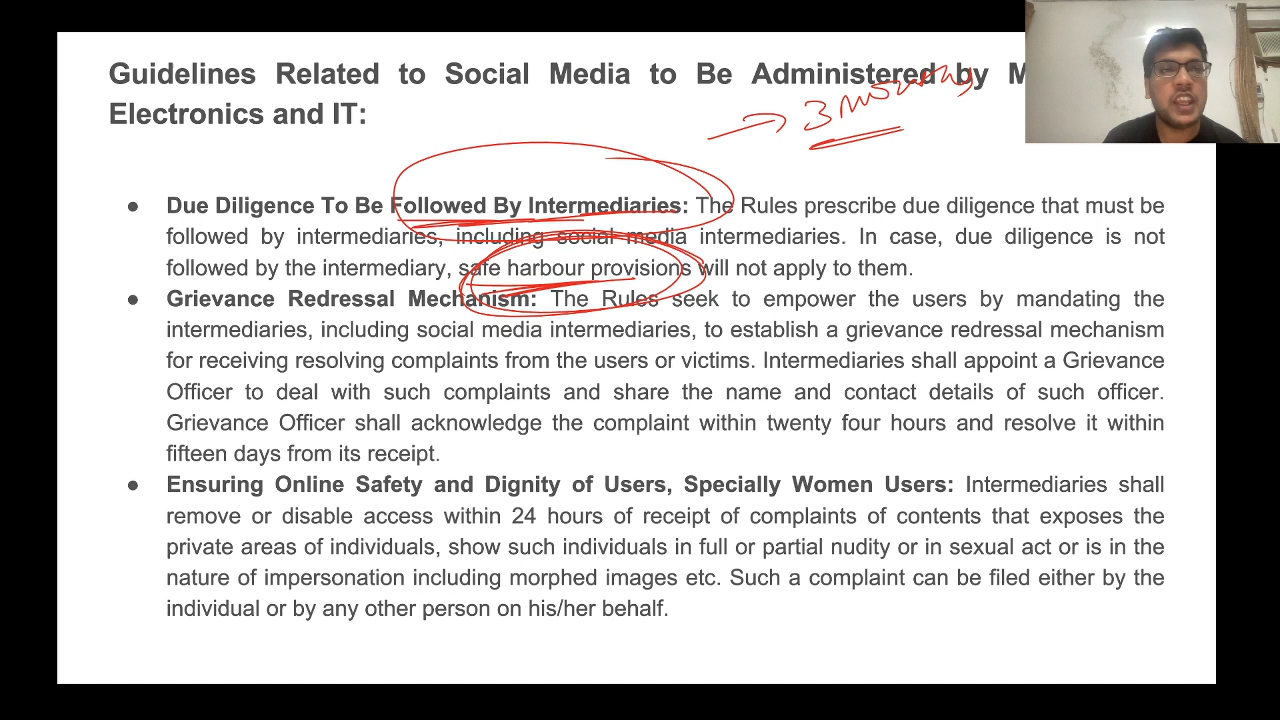 Guidelines Related to Social Media to Be Administered by M
Electronics and IT:
→ 3 months
● Due Diligence To Be Followed By Intermediaries: The Rules prescribe due diligence that must be
followed by intermediaries, including social media intermediaries. In case, due diligence is not
followed by the intermediary, safe harbour provisions will not apply to them.
● Grievance Redressal Mechanism: The Rules seek to empower the users by mandating the
intermediaries, including social media intermediaries, to establish a grievance redressal mechanism
for receiving resolving complaints from the users or victims. Intermediaries shall appoint a Grievance
Officer to deal with such complaints and share the name and contact details of such officer.
Grievance Officer shall acknowledge the complaint within twenty four hours and resolve it within
fifteen days from its receipt.
● Ensuring Online Safety and Dignity of Users, Specially Women Users: Intermediaries shall
remove or disable access within 24 hours of receipt of complaints of contents that exposes the
private areas of individuals, show such individuals in full or partial nudity or in sexual act or is in the
nature of impersonation including morphed images etc. Such a complaint can be filed either by the
individual or by any other person on his/her behalf.